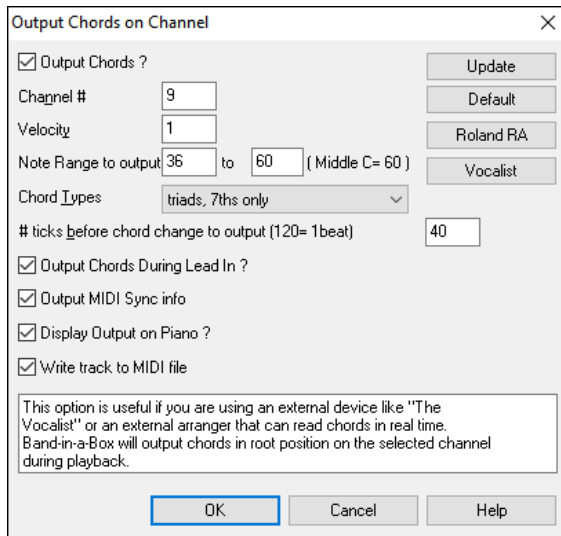 Output Chords on Channel
Output Chords ?
Update
Channel # 9
Default
Velocity 1
Roland RA
Note Range to output 36 to 60 ( Middle C= 60 )
Vocalist
Chord Types triads, 7ths only
# ticks before chord change to output (120= 1beat) 40
Output Chords During Lead In ?
Output MIDI Sync info
Display Output on Piano ?
Write track to MIDI file
This option is useful if you are using an external device like "The
Vocalist" or an external arranger that can read chords in real time.
Band-in-a-Box will output chords in root position on the selected channel
during playback.
OK Cancel Help